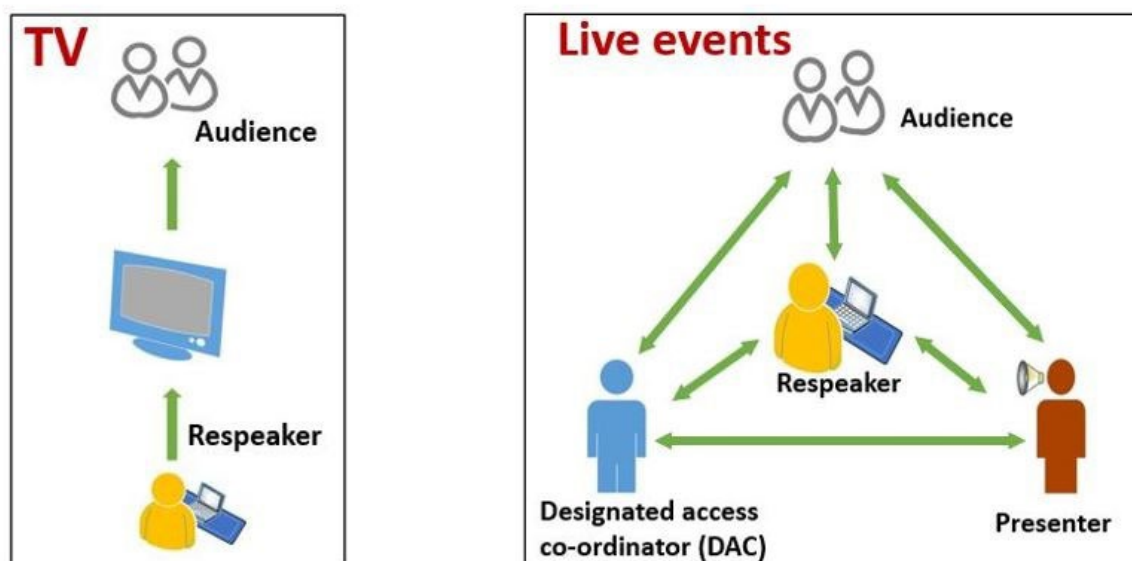 TV
Audience
Respeaker
Live events
Audience
Respeaker
Designated access
co-ordinator (DAC)
Presenter